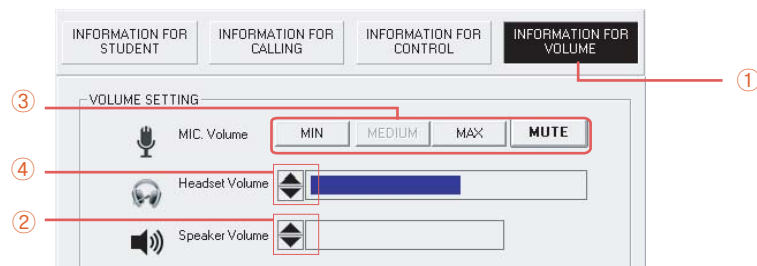 INFORMATION FOR
STUDENT
INFORMATION FOR
CALLING
INFORMATION FOR
CONTROL
INFORMATION FOR
VOLUME
①
③
VOLUME SETTING
MIC. Volume
MIN
MEDIUM
MAX
MUTE
④
Headset Volume
②
Speaker Volume